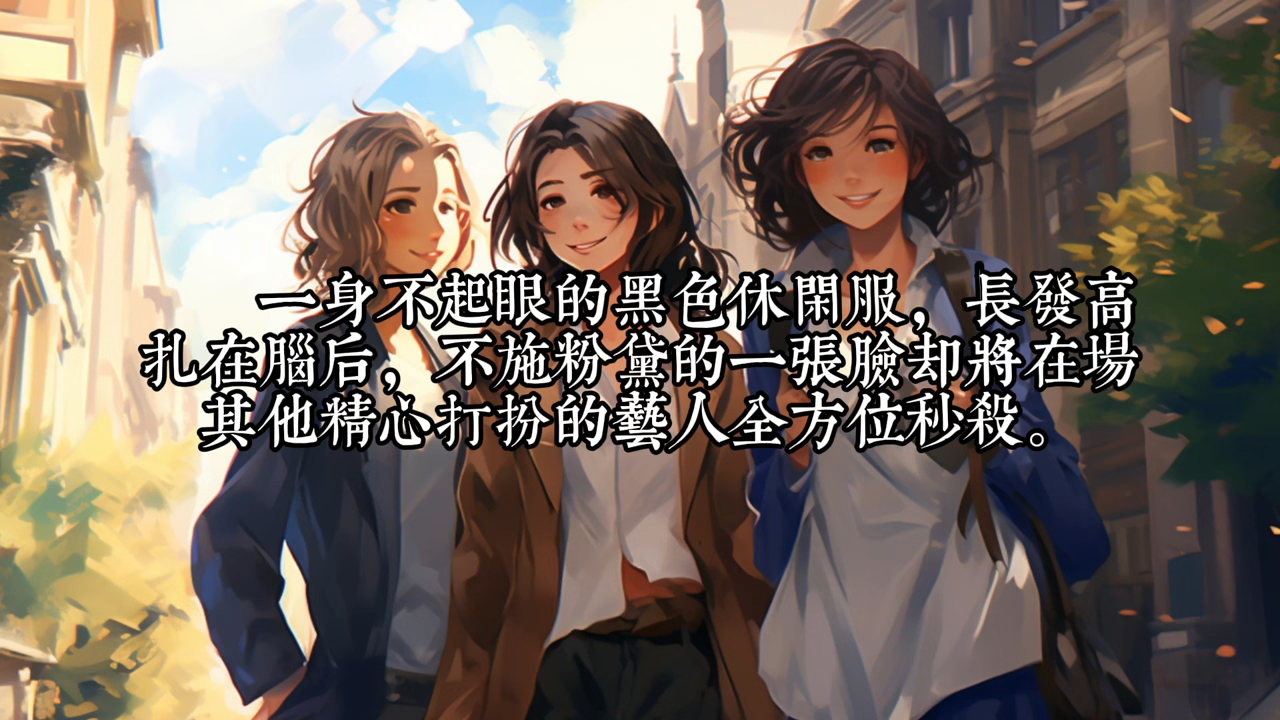 一身不起眼的黑色休閑服，長發高
扎在腦后，不施粉黛的一張臉却將在場
其他精心打扮的藝人全方位秒殺。